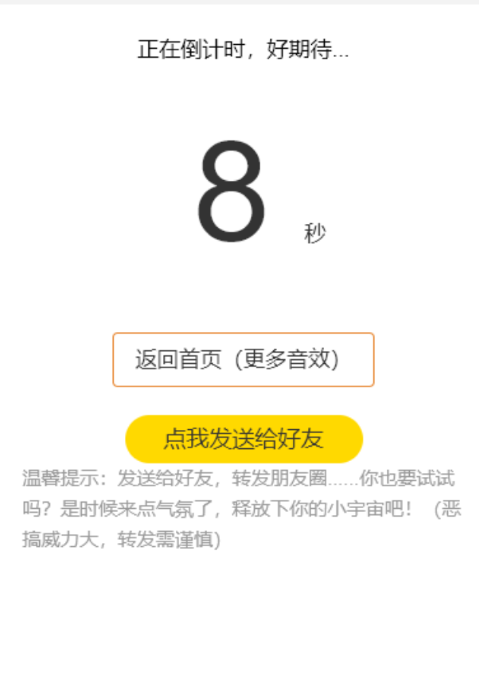 正在倒计时，好期待...
8 秒
返回首页（更多音效）
点我发送给好友
温馨提示：发送给好友，转发朋友圈......你也要试试
吗？是时候来点气氛了，释放下你的小宇宙吧！（恶
搞威力大，转发需谨慎）